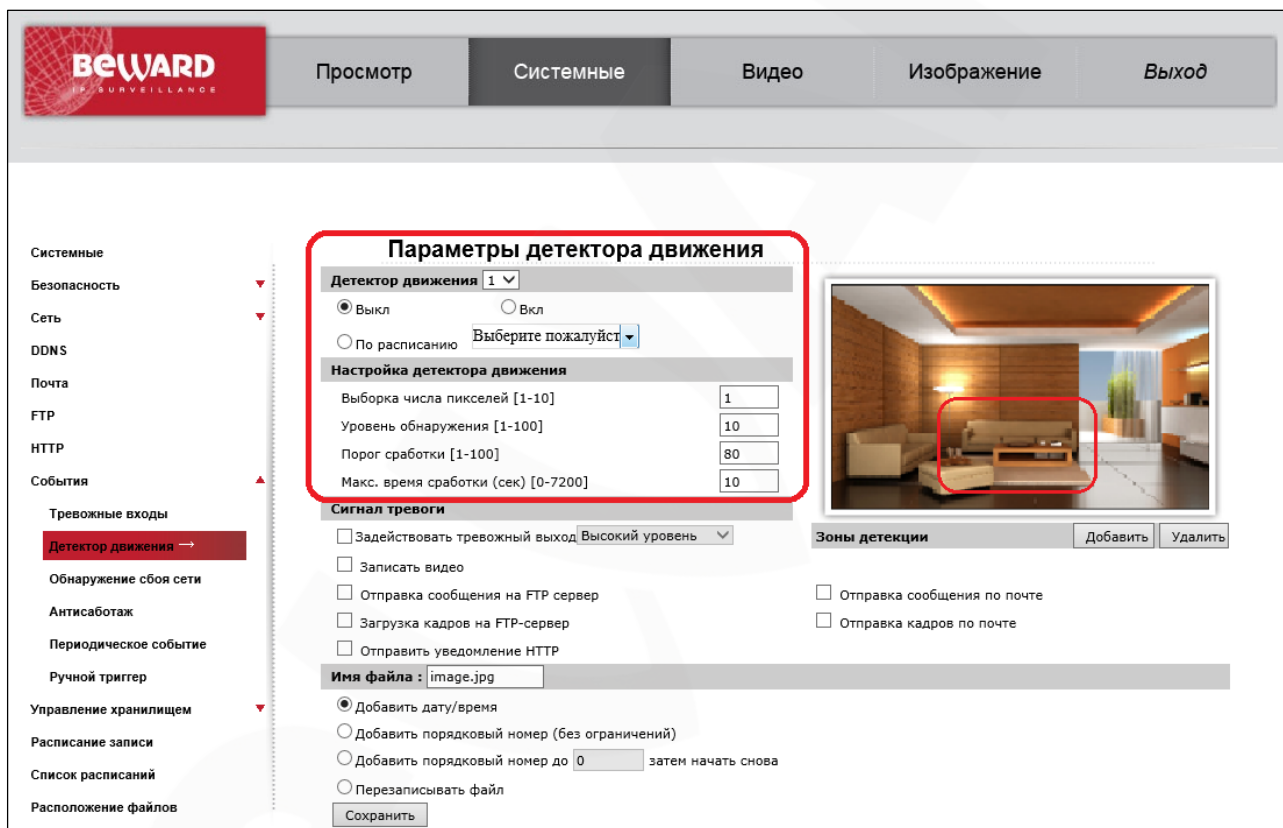 BEWARD
IP SURVEILLANCE
Просмотр
Системные
Видео
Изображение
Выход
Системные
Безопасность
Сеть
DDNS
Почта
FTP
HTTP
События
Тревожные входы
Детектор движения →
Обнаружение сбоя сети
Антисаботаж
Периодическое событие
Ручной триггер
Управление хранилищем
Расписание записи
Список расписаний
Расположение файлов
Параметры детектора движения
Детектор движения 1
Выкл Вкл
По расписанию Выберите пожалуйст
Настройка детектора движения
Выборка числа пикселей [1-10] 1
Уровень обнаружения [1-100] 10
Порог сработки [1-100] 80
Макс. время сработки (сек) [0-7200] 10
Сигнал тревоги
Задействовать тревожный выход Высокий уровень
Зоны детекции Добавить Удалить
Записать видео
Отправка сообщения на FTP сервер
Отправка сообщения по почте
Загрузка кадров на FTP-сервер
Отправка кадров по почте
Отправить уведомление HTTP
Имя файла : image.jpg
Добавить дату/время
Добавить порядковый номер (без ограничений)
Добавить порядковый номер до 0 затем начать снова
Перезаписывать файл
Сохранить